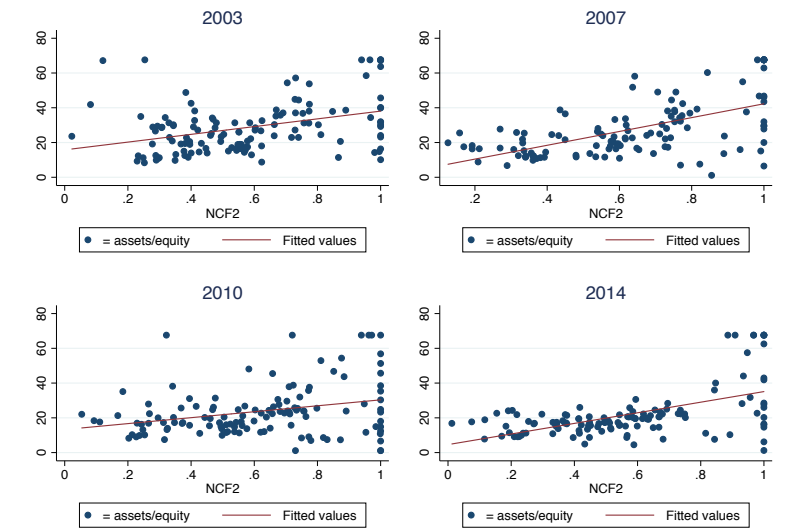 2003
80
60
40
20
0
0 .2 .4 .6 .8 1
NCF2
= assets/equity Fitted values
2007
80
60
40
20
0
.2 .4 .6 .8 1
NCF2
= assets/equity Fitted values
2010
80
60
40
20
0
0 .2 .4 .6 .8 1
NCF2
= assets/equity Fitted values
2014
80
60
40
20
0
0 .2 .4 .6 .8 1
NCF2
= assets/equity Fitted values